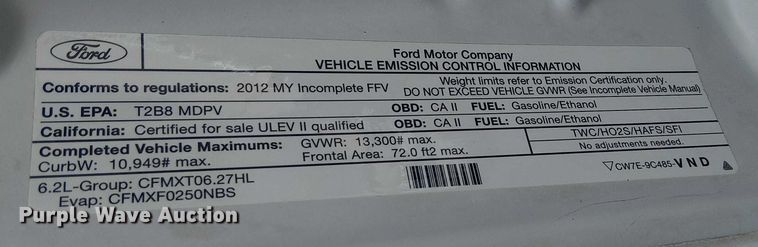 Ford
Ford Motor Company
VEHICLE EMISSION CONTROL INFORMATION
Conforms to regulations: 2012 MY Incomplete FFV
Weight limits refer to Emission Certification only.
DO NOT EXCEED VEHICLE GVWR (See Incomplete Vehicle Manual)
U.S. EPA: T2B8 MDPV OBD: CA II FUEL: Gasoline/Ethanol
California: Certified for sale ULEV II qualified OBD: CA II FUEL: Gasoline/Ethanol
Completed Vehicle Maximums: GVWR: 13,300# max.
CurbW: 10,949# max. Frontal Area: 72.0 ft2 max.
TWC/HO2S/HAFS/SFI
No adjustments needed.
6.2L-Group: CFMXT06.27HL
Evap: CFMXF0250NBS
CW7E-9C485-VND
Purple Wave Auction